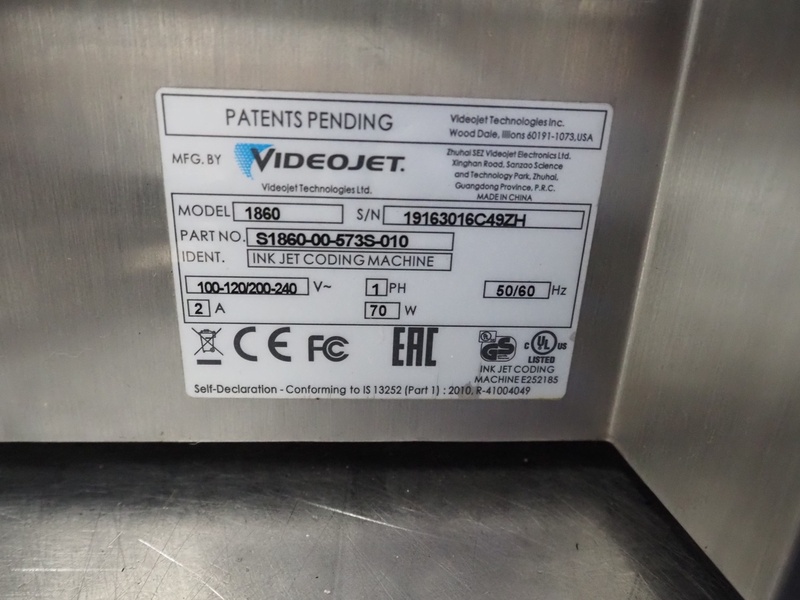 PATENTS PENDING
Videojet Technologies Inc.
Wood Dale, Illions 60191-1073,USA
MFG. BY VIDEOJET.
Videojet Technologies Ltd.
Zhuhai SEZ Videojet Electronics Ltd.
Xinghan Road, Sanzao Science
and Technology Park, Zhuhai,
Guangdong Province, P.R.C.
MADE IN CHINA
MODEL 1860 S/N 19163016C49ZH
PART NO. S1860-00-573S-010
IDENT. INK JET CODING MACHINE
100-120/200-240 V~ 1 PH 50/60 Hz
2 A 70 W
CE FC EAC GS c UL us
LISTED
INK JET CODING
MACHINE E252185
Self-Declaration - Conforming to IS 13252 (Part 1) : 2010, R-41004049